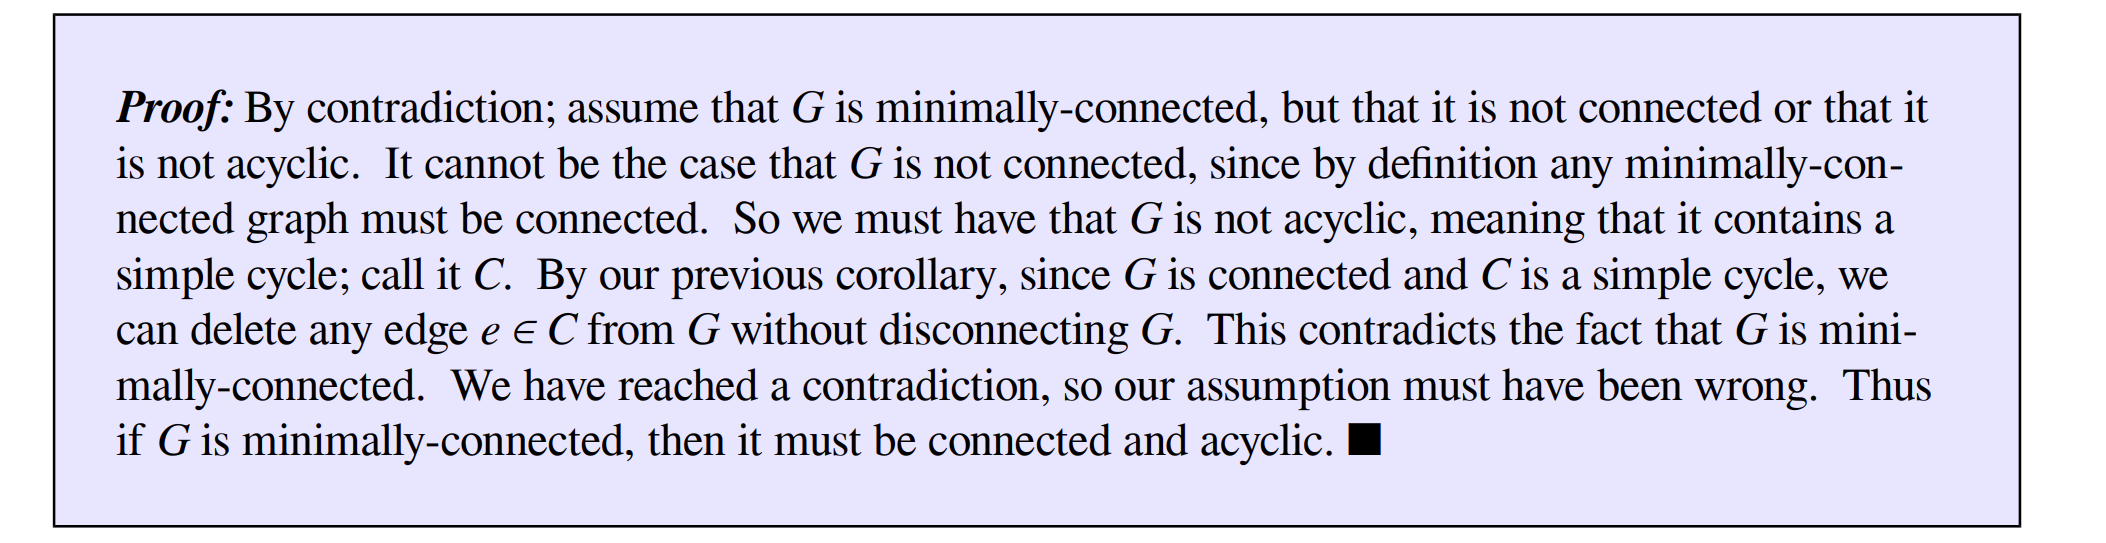 Proof: By contradiction; assume that G is minimally-connected, but that it is not connected or that it
is not acyclic. It cannot be the case that G is not connected, since by definition any minimally-con-
nected graph must be connected. So we must have that G is not acyclic, meaning that it contains a
simple cycle; call it C. By our previous corollary, since G is connected and C is a simple cycle, we
can delete any edge e ∈ C from G without disconnecting G. This contradicts the fact that G is mini-
mally-connected. We have reached a contradiction, so our assumption must have been wrong. Thus
if G is minimally-connected, then it must be connected and acyclic. ■